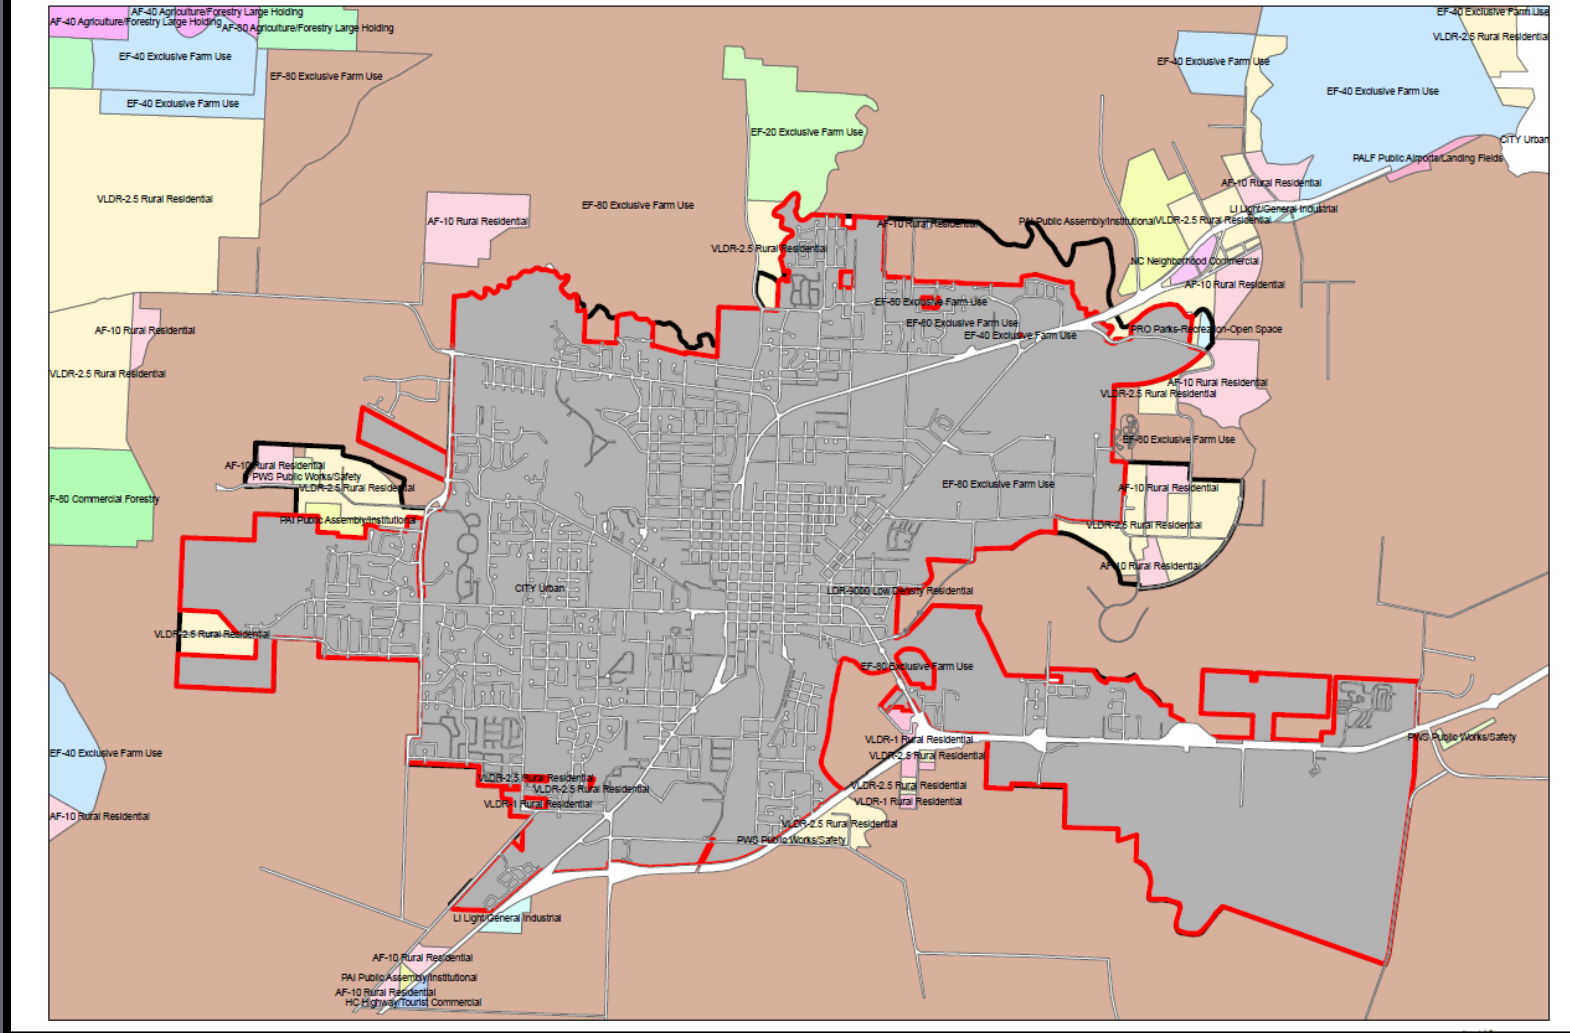 AF-40 Agriculture/Forestry Large Holding
EF-40 Exclusive Farm Use
AF-40 Agriculture/Forestry Large Holding
AF-80 Agriculture/Forestry Large Holding
VLDR-2.5 Rural Residential
EF-40 Exclusive Farm Use
EF-40 Exclusive Farm Use
EF-80 Exclusive Farm Use
EF-40 Exclusive Farm Use
EF-40 Exclusive Farm Use
EF-20 Exclusive Farm Use
CITY Urban
PALF Public Airports/Landing Fields
AF-10 Rural Residential
VLDR-2.5 Rural Residential
EF-80 Exclusive Farm Use
LI Light/General Industrial
AF-10 Rural Residential
AF-10 Rural Residential
PAI Public Assembly/Institutional
VLDR-2.5 Rural Residential
VLDR-2.5 Rural Residential
NC Neighborhood Commercial
AF-10 Rural Residential
EF-80 Exclusive Farm Use
EF-80 Exclusive Farm Use
AF-10 Rural Residential
PRO Parks-Recreation-Open Space
EF-40 Exclusive Farm Use
VLDR-2.5 Rural Residential
AF-10 Rural Residential
VLDR-2.5 Rural Residential
EF-80 Exclusive Farm Use
AF-10 Rural Residential
PWS Public Works/Safety
VLDR-2.5 Rural Residential
EF-80 Exclusive Farm Use
AF-10 Rural Residential
F-80 Commercial Forestry
PAI Public Assembly/Institutional
VLDR-2.5 Rural Residential
AF-10 Rural Residential
CITY Urban
LDR-9000 Low Density Residential
VLDR-2.5 Rural Residential
EF-80 Exclusive Farm Use
VLDR-1 Rural Residential
PWS Public Works/Safety
EF-40 Exclusive Farm Use
VLDR-2.5 Rural Residential
VLDR-2.5 Rural Residential
VLDR-2.5 Rural Residential
VLDR-2.5 Rural Residential
VLDR-1 Rural Residential
VLDR-1 Rural Residential
AF-10 Rural Residential
VLDR-2.5 Rural Residential
PWS Public Works/Safety
LI Light/General Industrial
AF-10 Rural Residential
PAI Public Assembly/Institutional
AF-10 Rural Residential
HC Highway/Tourist Commercial